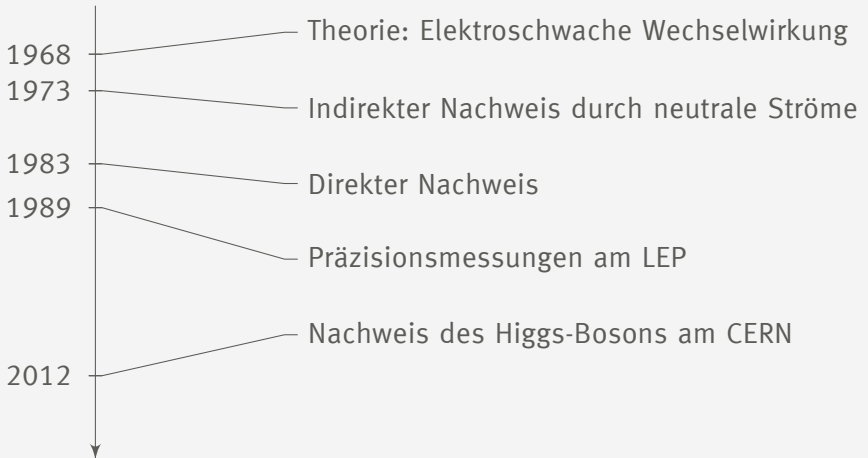 Theorie: Elektroschwache Wechselwirkung
1968
1973
Indirekter Nachweis durch neutrale Ströme
1983
Direkter Nachweis
1989
Präzisionsmessungen am LEP
Nachweis des Higgs-Bosons am CERN
2012